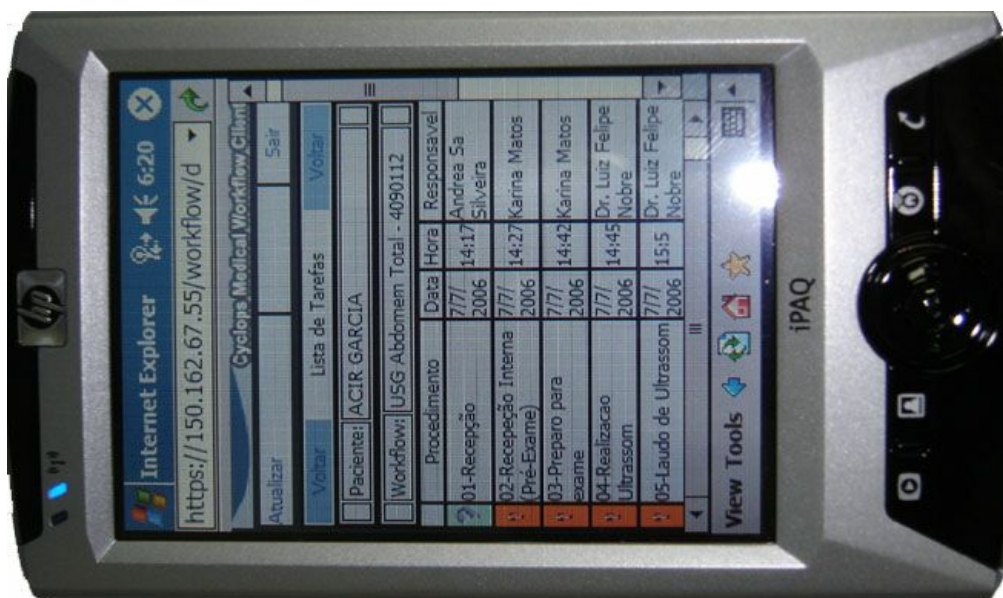 hp
Internet Explorer 6:20
https://150.162.67.55/workflow/d
Cyclops Medical Workflow Client
Atualizar Sair
Voltar Lista de Tarefas Voltar
Paciente: ACIR GARCIA
Workflow: USG Abdomem Total - 4090112
Procedimento Data Hora Responsavel
01-Recepção 7/7/ 14:17 Andrea Sa
2006 Silveira
02-Recepeção Interna 7/7/ 14:27 Karina Matos
(Pré-Exame) 2006
03-Preparo para 7/7/ 14:42 Karina Matos
exame 2006
04-Realizacao 7/7/ 14:45 Dr. Luiz Felipe
Ultrassom 2006 Nobre
05-Laudo de Ultrassom 7/7/ 15:5 Dr. Luiz Felipe
2006 Nobre
View Tools
iPAQ